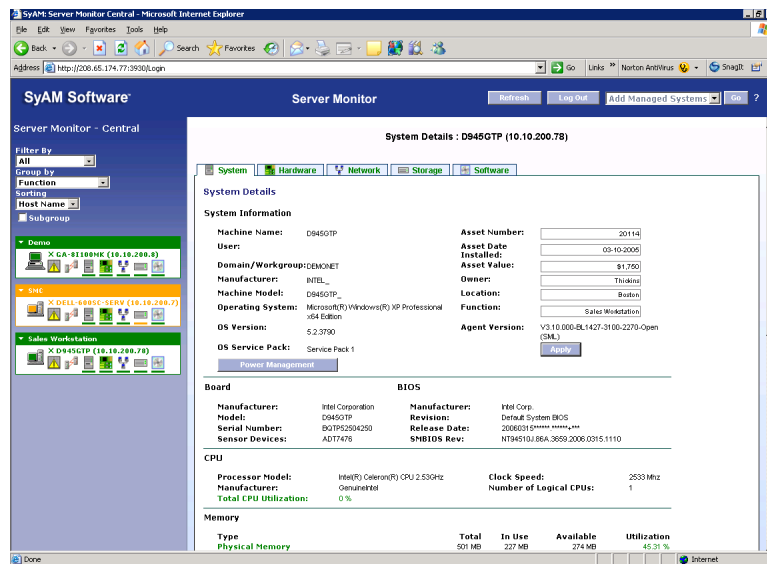 SyAM: Server Monitor Central - Microsoft Internet Explorer
File Edit View Favorites Tools Help
Back Search Favorites
Address http://208.65.174.77:3930/Login Go Links » Norton AntiVirus SnagIt
SyAM Software Server Monitor Refresh Log Out Add Managed Systems Go ?
Server Monitor - Central
Filter By
All
Group by
Function
Sorting
Host Name
Subgroup
Demo
X GA-8I100MK (10.10.200.8)
SMC
X DELL-600SC-SERV (10.10.200.7)
Sales Workstation
X D945GTP (10.10.200.78)
System Details : D945GTP (10.10.200.78)
System Hardware Network Storage Software
System Details
System Information
Machine Name: D945GTP
User:
Domain/Workgroup: DEMONET
Manufacturer: INTEL_
Machine Model: D945GTP_
Operating System: Microsoft(R) Windows(R) XP Professional
x64 Edition
OS Version: 5.2.3790
OS Service Pack: Service Pack 1
Power Management
Asset Number: 20114
Asset Date
Installed: 03-10-2005
Asset Value: $1,750
Owner: Thickins
Location: Boston
Function: Sales Workstation
Agent Version: V3.10.000-BL1427-3100-2270-Open
(SML)
Apply
Board BIOS
Manufacturer: Intel Corporation Manufacturer: Intel Corp.
Model: D945GTP Revision: Default System BIOS
Serial Number: BQTP52504250 Release Date: 20060315******.******+***
Sensor Devices: ADT7476 SMBIOS Rev: NT94510J.86A.3659.2006.0315.1110
CPU
Processor Model: Intel(R) Celeron(R) CPU 2.53GHz Clock Speed: 2533 Mhz
Manufacturer: GenuineIntel Number of Logical CPUs: 1
Total CPU Utilization: 0 %
Memory
Type Total In Use Available Utilization
Physical Memory 501 MB 227 MB 274 MB 45.31 %
Done Internet